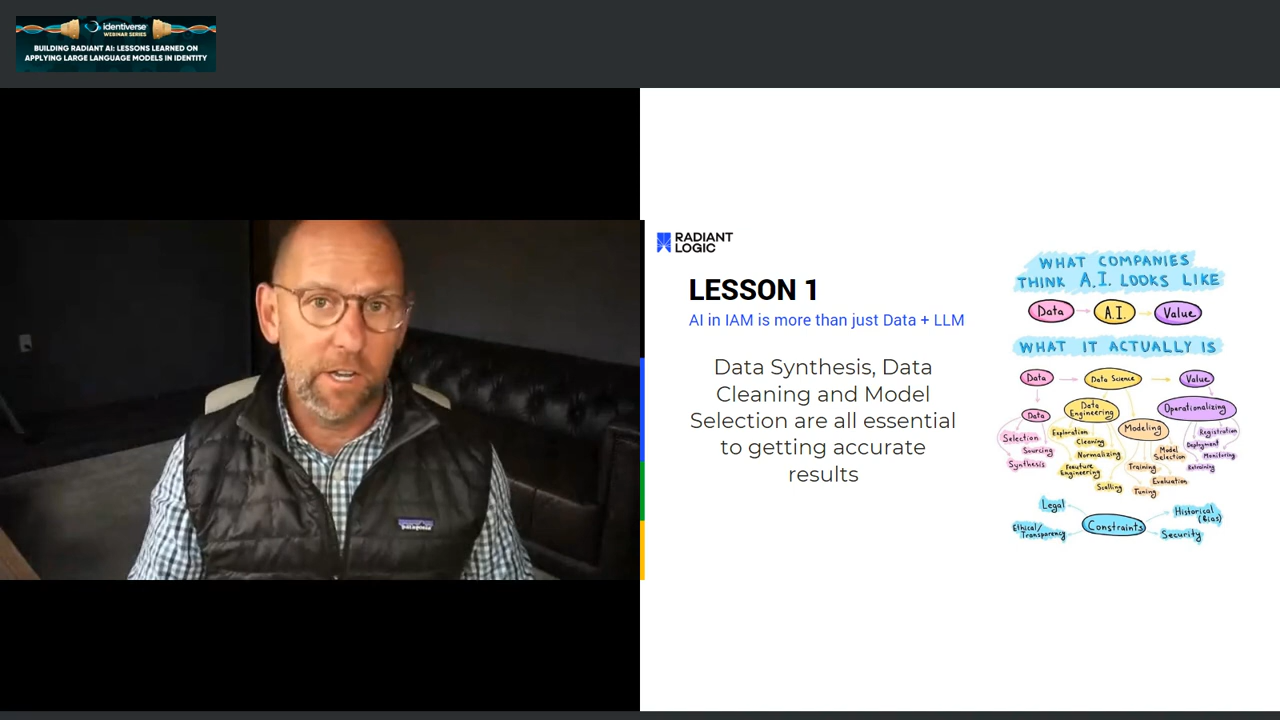 identiverse
WEBINAR SERIES
BUILDING RADIANT AI: LESSONS LEARNED ON
APPLYING LARGE LANGUAGE MODELS IN IDENTITY
patagonia
RADIANT
LOGIC
LESSON 1
AI in IAM is more than just Data + LLM
Data Synthesis, Data
Cleaning and Model
Selection are all essential
to getting accurate
results
WHAT COMPANIES
THINK A.I. LOOKS LIKE
Data
A.I.
Value
WHAT IT ACTUALLY IS
Data
Data Science
Value
Data
Data
Engineering
Modeling
Operationalizing
Selection
Sourcing
Synthesis
Exploration
Cleaning
Normalizing
Feauture
Engineering
Scalling
Training
Tuning
Model
Selection
Evaluation
Registration
Deployment
Monitoring
Retraining
Legal
Ethical/
Transparency
Constraints
Historical
(Bias)
Security